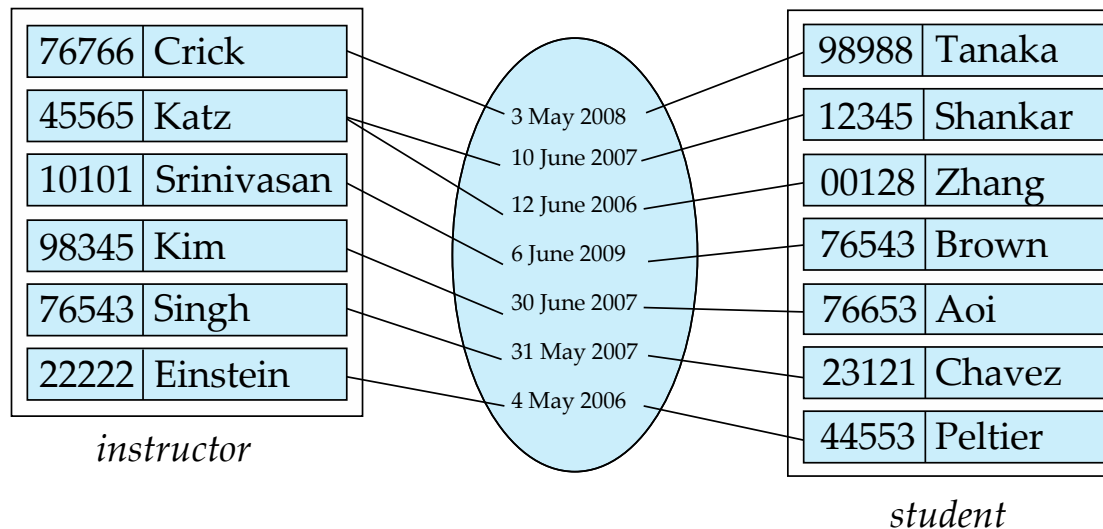 76766 Crick
45565 Katz
10101 Srinivasan
98345 Kim
76543 Singh
22222 Einstein
instructor
3 May 2008
10 June 2007
12 June 2006
6 June 2009
30 June 2007
31 May 2007
4 May 2006
98988 Tanaka
12345 Shankar
00128 Zhang
76543 Brown
76653 Aoi
23121 Chavez
44553 Peltier
student